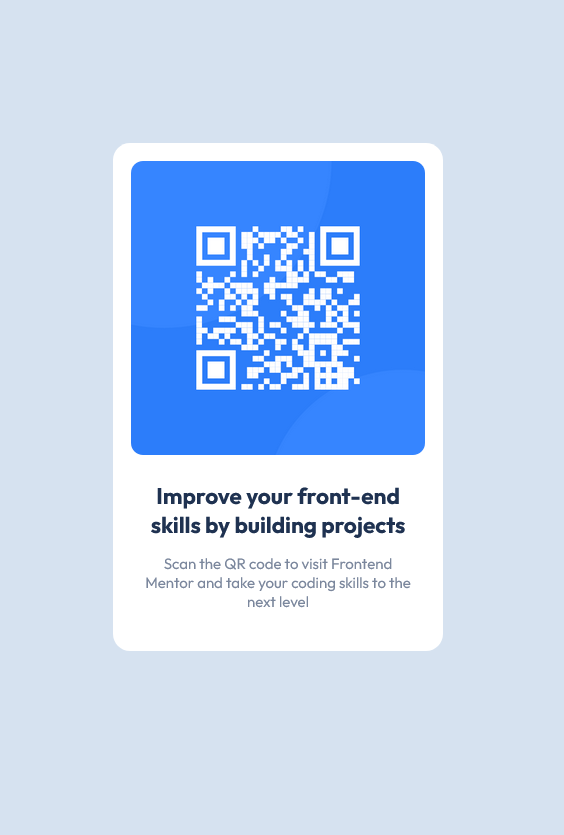 Improve your front-end
skills by building projects
Scan the QR code to visit Frontend
Mentor and take your coding skills to the
next level